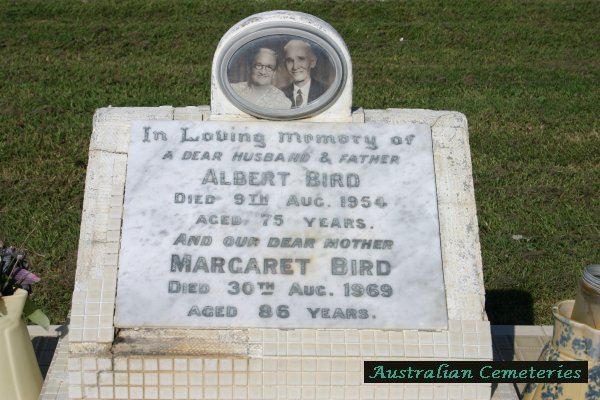 In Loving Memory of
A DEAR HUSBAND & FATHER
ALBERT BIRD
DIED 9TH AUG. 1954
AGED 75 YEARS.
AND OUR DEAR MOTHER
MARGARET BIRD
DIED 30TH AUG. 1969
AGED 86 YEARS.
Australian Cemeteries